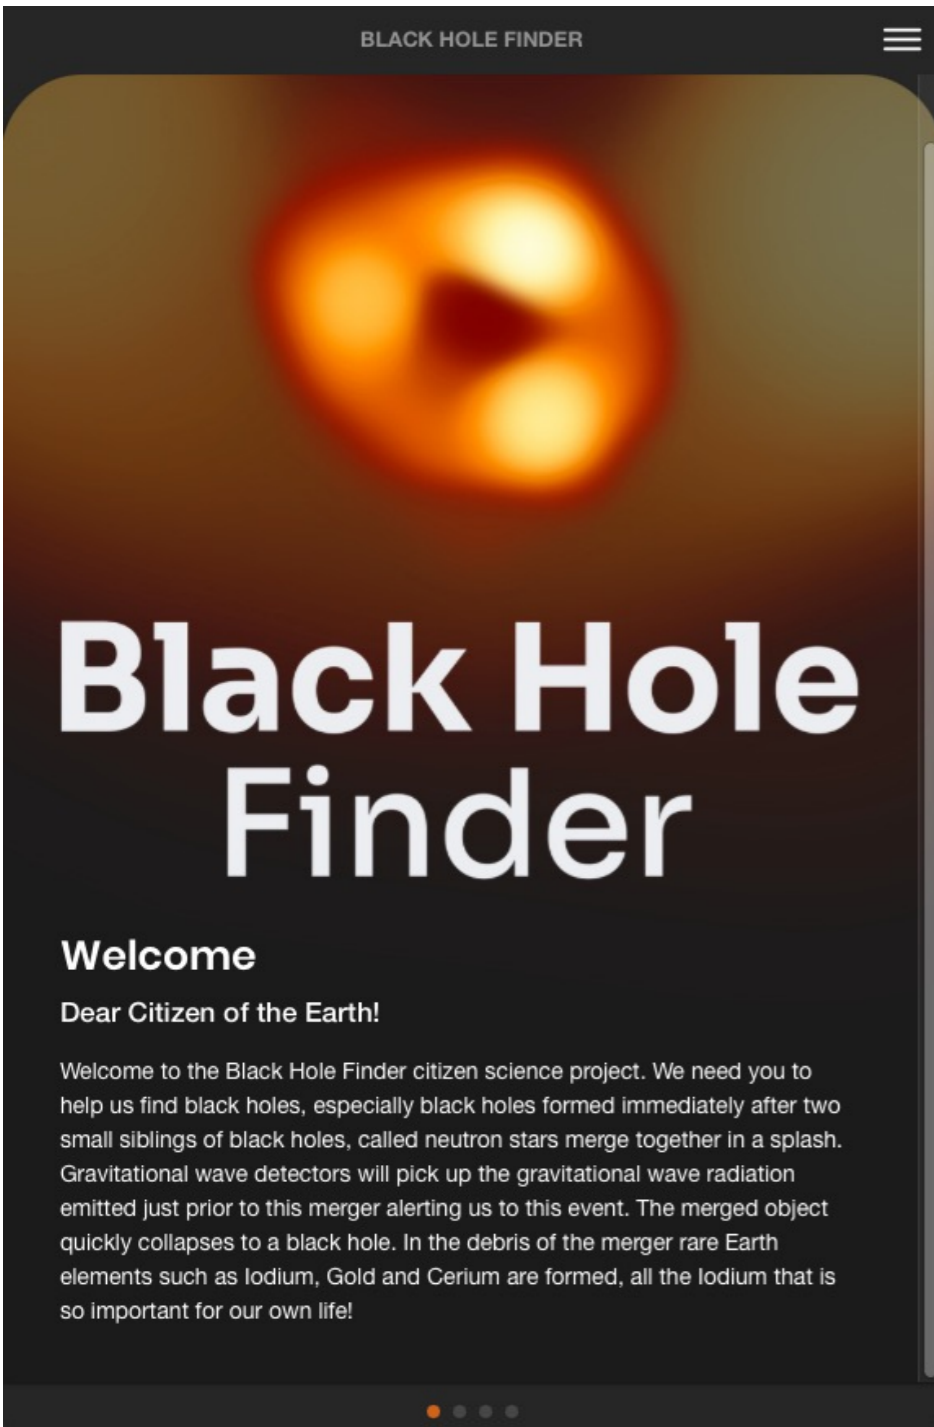 BLACK HOLE FINDER
Black Hole
Finder
Welcome
Dear Citizen of the Earth!
Welcome to the Black Hole Finder citizen science project. We need you to
help us find black holes, especially black holes formed immediately after two
small siblings of black holes, called neutron stars merge together in a splash.
Gravitational wave detectors will pick up the gravitational wave radiation
emitted just prior to this merger alerting us to this event. The merged object
quickly collapses to a black hole. In the debris of the merger rare Earth
elements such as Iodium, Gold and Cerium are formed, all the Iodium that is
so important for our own life!